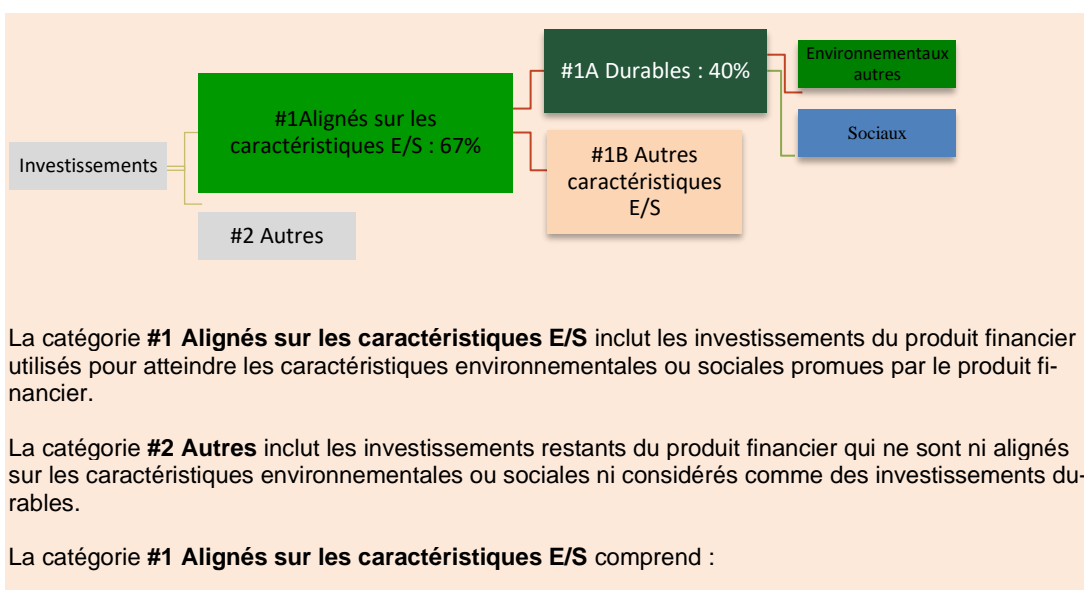 Investissements
#1Alignés sur les
caractéristiques E/S : 67%
#2 Autres
#1A Durables : 40%
#1B Autres
caractéristiques
E/S
Environnementaux
autres
Sociaux
La catégorie #1 Alignés sur les caractéristiques E/S inclut les investissements du produit financier
utilisés pour atteindre les caractéristiques environnementales ou sociales promues par le produit fi-
nancier.
La catégorie #2 Autres inclut les investissements restants du produit financier qui ne sont ni alignés
sur les caractéristiques environnementales ou sociales ni considérés comme des investissements du-
rables.
La catégorie #1 Alignés sur les caractéristiques E/S comprend :